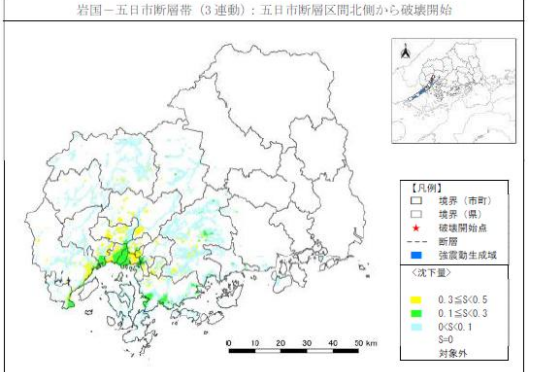 岩国－五日市断層帯（3連動）：五日市断層区間北側から破壊開始
【凡例】
境界（市町）
境界（県）
破壊開始点
断層
強震動生成域
<沈下量>
0.3≦S<0.5
0.1≦S<0.3
0<S<0.1
S=0
対象外
0 10 20 30 40 50 km